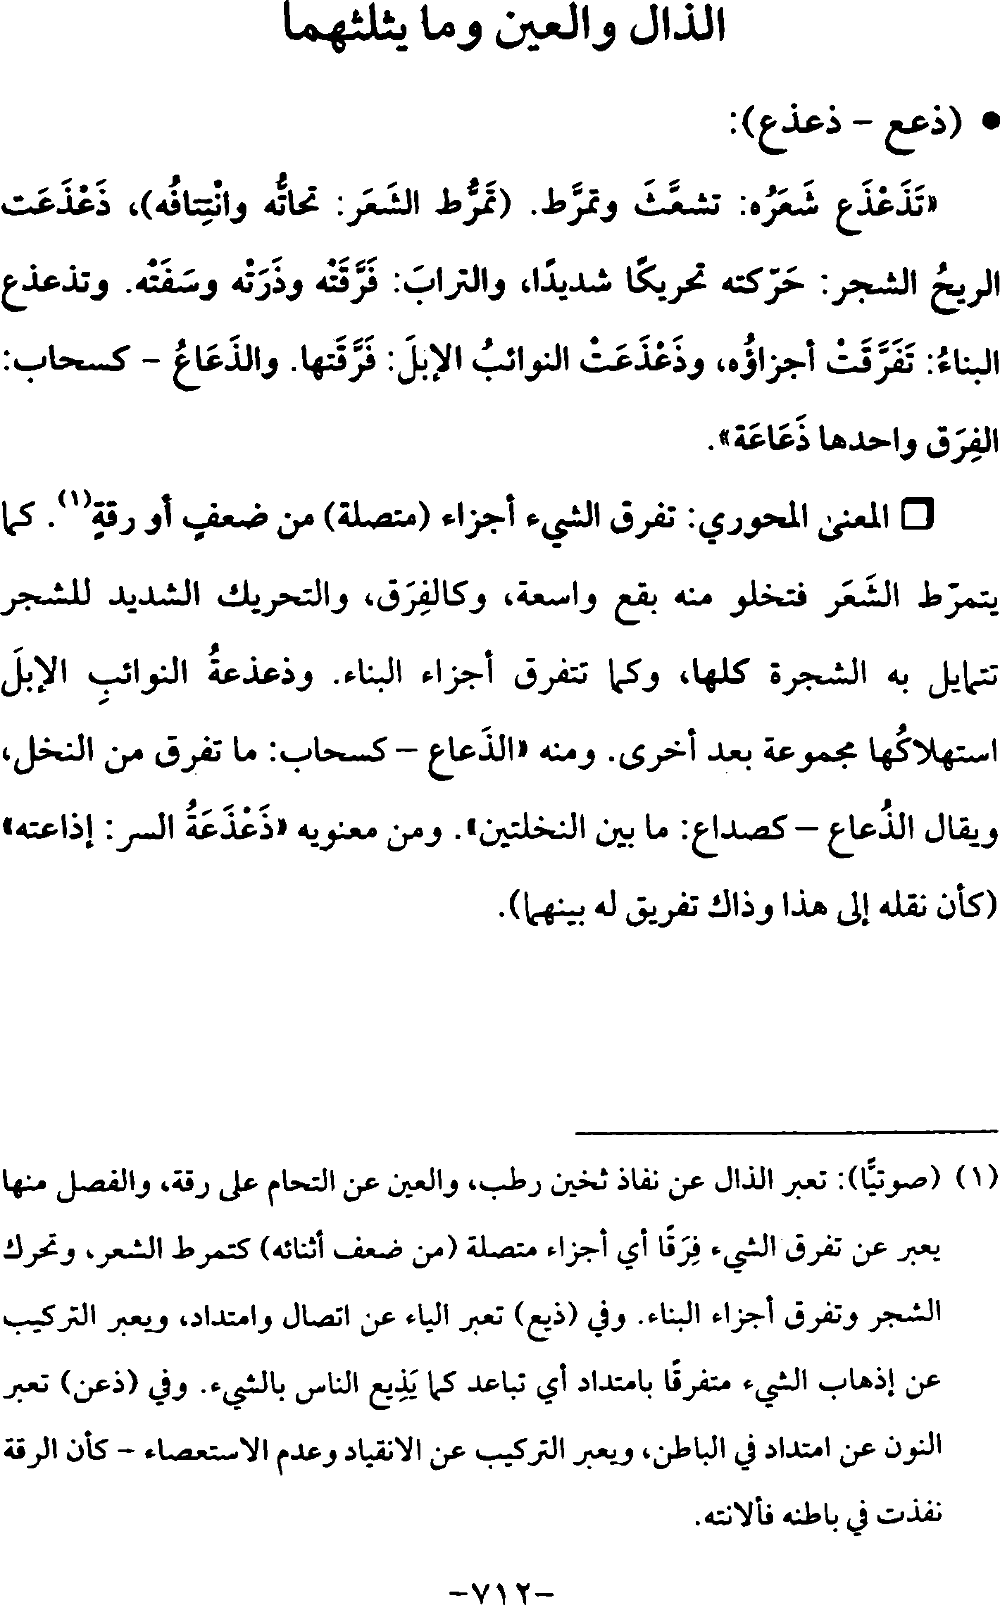 الذال والعين وما يثلثهما
• (ذعع - ذعذع):
«تَذَعْذَع شَعَرُه: تشعَّثَ وتمرَّط. (تَمَرُّط الشَعَر: تحاتُّه وانْتِتافُه)، ذَعْذَعَت
الريحُ الشجر: حَرّكته تحريكًا شديدًا، والترابَ: فَرَّقَتْه وذَرَتْه وسَفَتْه. وتذعذع
البناءُ: تَفَرَّقَتْ أجزاؤُه، وذَعْذَعَتْ النوائبُ الإبلَ: فَرَّقَتها. والذَعَاعُ - كسحاب:
الفِرَق واحدها ذَعَاعَة».
□ المعنىٰ المحوري: تفرق الشيء أجزاء (متصلة) من ضعفٍ أو رقةٍ(١). كما
يتمرّط الشَعَر فتخلو منه بقع واسعة، وكالفِرَق، والتحريك الشديد للشجر
تتمايل به الشجرة كلها، وكما تتفرق أجزاء البناء. وذعذعةُ النوائبِ الإبلَ
استهلاكُها مجموعة بعد أخرى. ومنه «الذَعاع - كسحاب: ما تفرق من النخل،
ويقال الذُعاع - كصداع: ما بين النخلتين». ومن معنويه «ذَعْذَعَةُ السر: إذاعته»
(كأن نقله إلى هذا وذاك تفريق له بينهما).
(١) (صوتيًّا): تعبر الذال عن نفاذ ثخين رطب، والعين عن التحام على رقة، والفصل منها
يعبر عن تفرق الشيء فِرَقًا أي أجزاء متصلة (من ضعف أثنائه) كتمرط الشعر، وتحرك
الشجر وتفرق أجزاء البناء. وفي (ذيع) تعبر الياء عن اتصال وامتداد، ويعبر التركيب
عن إذهاب الشيء متفرقًا بامتداد أي تباعد كما يَذِيع الناس بالشيء. وفي (ذعن) تعبر
النون عن امتداد في الباطن، ويعبر التركيب عن الانقياد وعدم الاستعصاء - كأن الرقة
نفذت في باطنه فألانته.
-٧١٢-